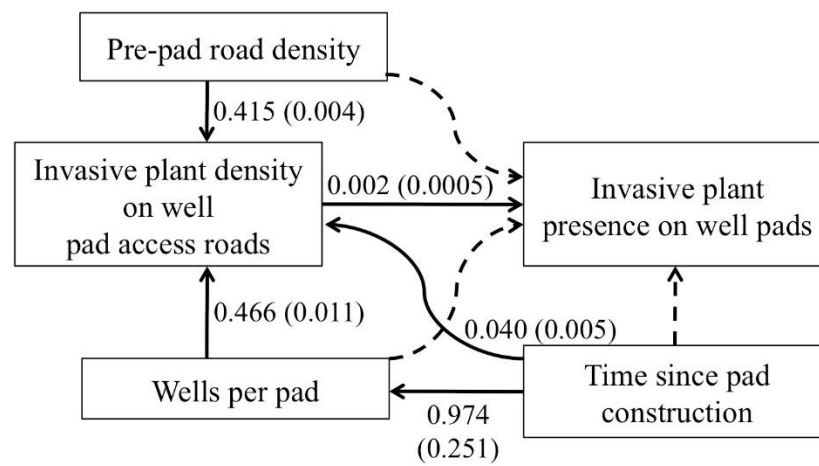 Pre-pad road density
0.415 (0.004)
Invasive plant density
on well
pad access roads
0.002 (0.0005)
Invasive plant
presence on well pads
0.466 (0.011)
0.040 (0.005)
Wells per pad
Time since pad
construction
0.974
(0.251)